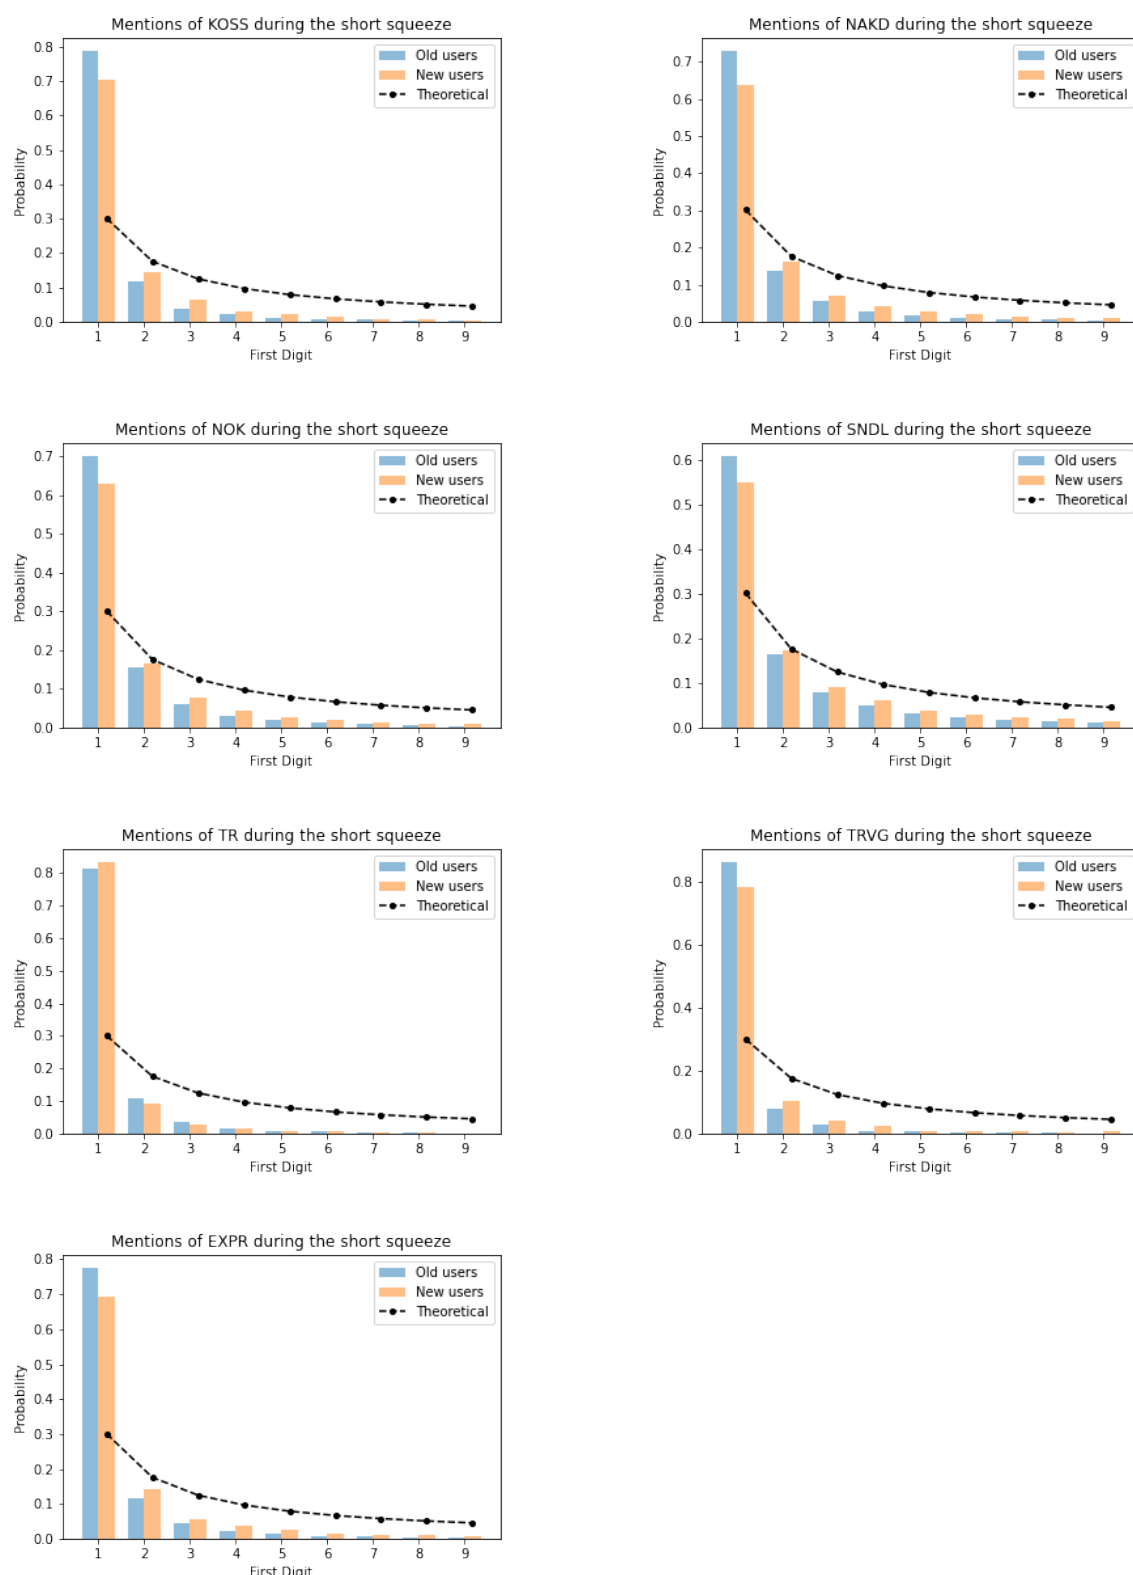 Mentions of KOSS during the short squeeze
Old users
New users
Theoretical
0.8
0.7
0.6
0.5
0.4
0.3
0.2
0.1
0.0
Probability
1 2 3 4 5 6 7 8 9
First Digit
Mentions of NAKD during the short squeeze
Old users
New users
Theoretical
0.7
0.6
0.5
0.4
0.3
0.2
0.1
0.0
Probability
1 2 3 4 5 6 7 8 9
First Digit
Mentions of NOK during the short squeeze
Old users
New users
Theoretical
0.7
0.6
0.5
0.4
0.3
0.2
0.1
0.0
Probability
1 2 3 4 5 6 7 8 9
First Digit
Mentions of SNDL during the short squeeze
Old users
New users
Theoretical
0.6
0.5
0.4
0.3
0.2
0.1
0.0
Probability
1 2 3 4 5 6 7 8 9
First Digit
Mentions of TR during the short squeeze
Old users
New users
Theoretical
0.8
0.7
0.6
0.5
0.4
0.3
0.2
0.1
0.0
Probability
1 2 3 4 5 6 7 8 9
First Digit
Mentions of TRVG during the short squeeze
Old users
New users
Theoretical
0.8
0.6
0.4
0.2
0.0
Probability
1 2 3 4 5 6 7 8 9
First Digit
Mentions of EXPR during the short squeeze
Old users
New users
Theoretical
0.8
0.7
0.6
0.5
0.4
0.3
0.2
0.1
0.0
Probability
1 2 3 4 5 6 7 8 9
First Digit